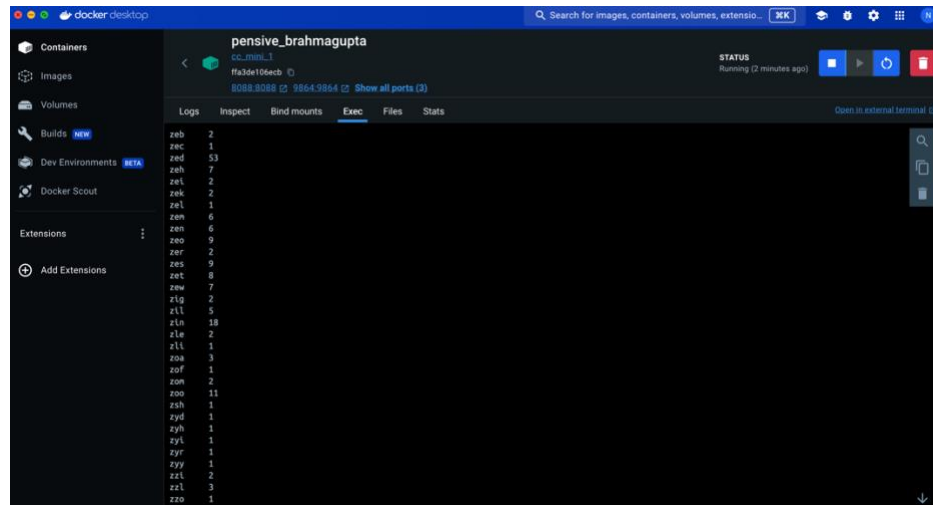 docker desktop
Search for images, containers, volumes, extensio... ⌘K
N
Containers
Images
Volumes
Builds NEW
Dev Environments BETA
Docker Scout
Extensions
Add Extensions
pensive_brahmagupta
cc_mini_1
ffa3de106ecb
8088:8088 9864:9864 Show all ports (3)
STATUS
Running (2 minutes ago)
Logs Inspect Bind mounts Exec Files Stats
Open in external terminal
zeb 2
zec 1
zed 53
zeh 7
zei 2
zek 2
zel 1
zem 6
zen 6
zeo 9
zer 2
zes 9
zet 8
zew 7
zig 2
zil 5
zin 18
zle 2
zli 1
zoa 3
zof 1
zom 2
zoo 11
zsh 1
zyd 1
zyh 1
zyi 1
zyr 1
zyy 1
zzi 2
zzl 3
zzo 1